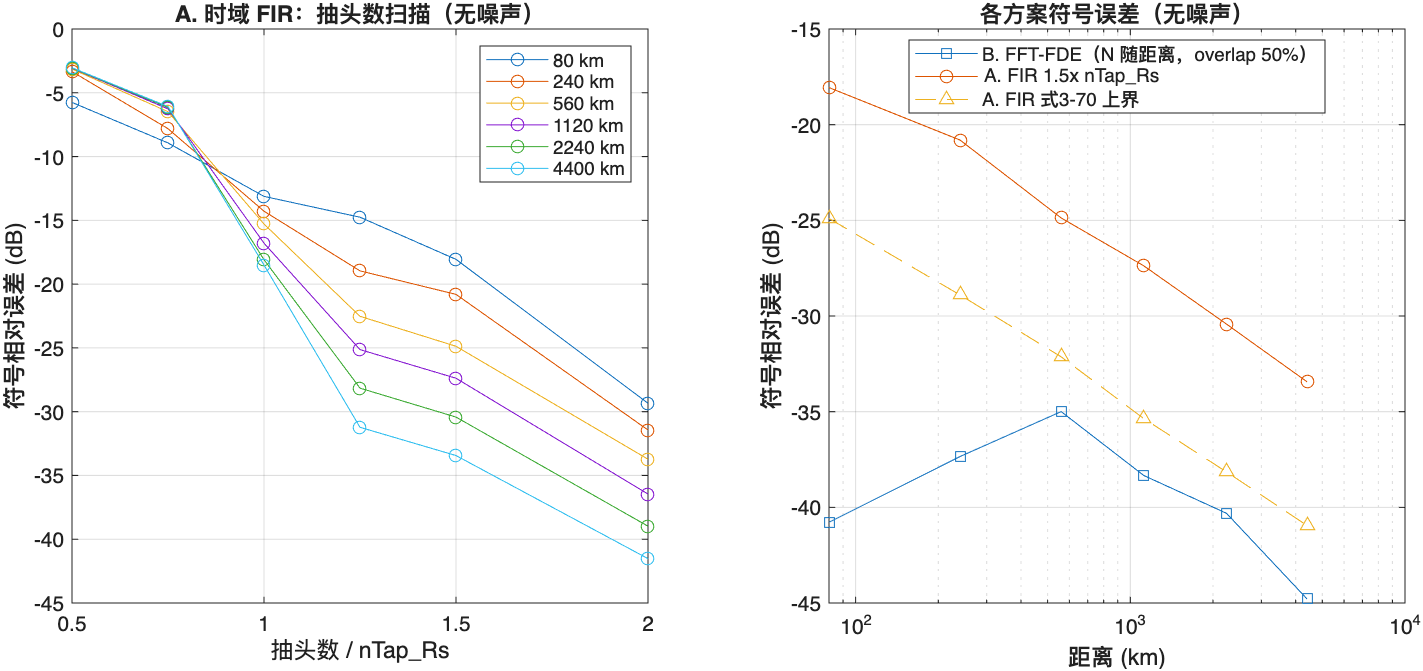 A. 时域 FIR：抽头数扫描（无噪声）
0
-5
-10
-15
-20
-25
-30
-35
-40
-45
0.5
1
1.5
2
符号相对误差 (dB)
抽头数 / nTap_Rs
80 km
240 km
560 km
1120 km
2240 km
4400 km
各方案符号误差（无噪声）
-15
-20
-25
-30
-35
-40
-45
10²
10³
10⁴
符号相对误差 (dB)
距离 (km)
B. FFT-FDE（N 随距离，overlap 50%）
A. FIR 1.5x nTap_Rs
A. FIR 式3-70 上界